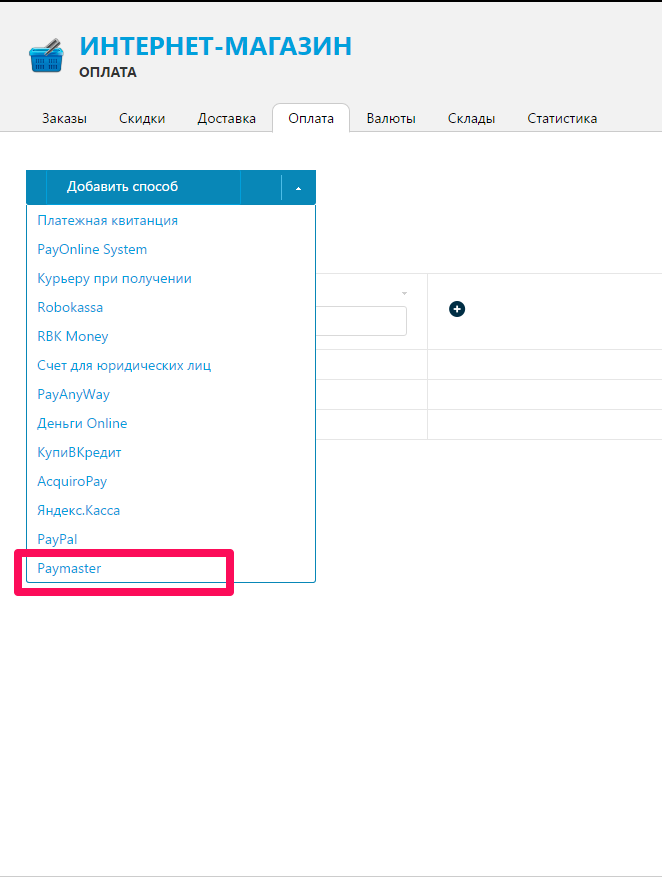 ИНТЕРНЕТ-МАГАЗИН
ОПЛАТА
Заказы Скидки Доставка Оплата Валюты Склады Статистика
Добавить способ
Платежная квитанция
PayOnline System
Курьеру при получении
Robokassa
RBK Money
Счет для юридических лиц
PayAnyWay
Деньги Online
КупиВКредит
AcquiroPay
Яндекс.Касса
PayPal
Paymaster